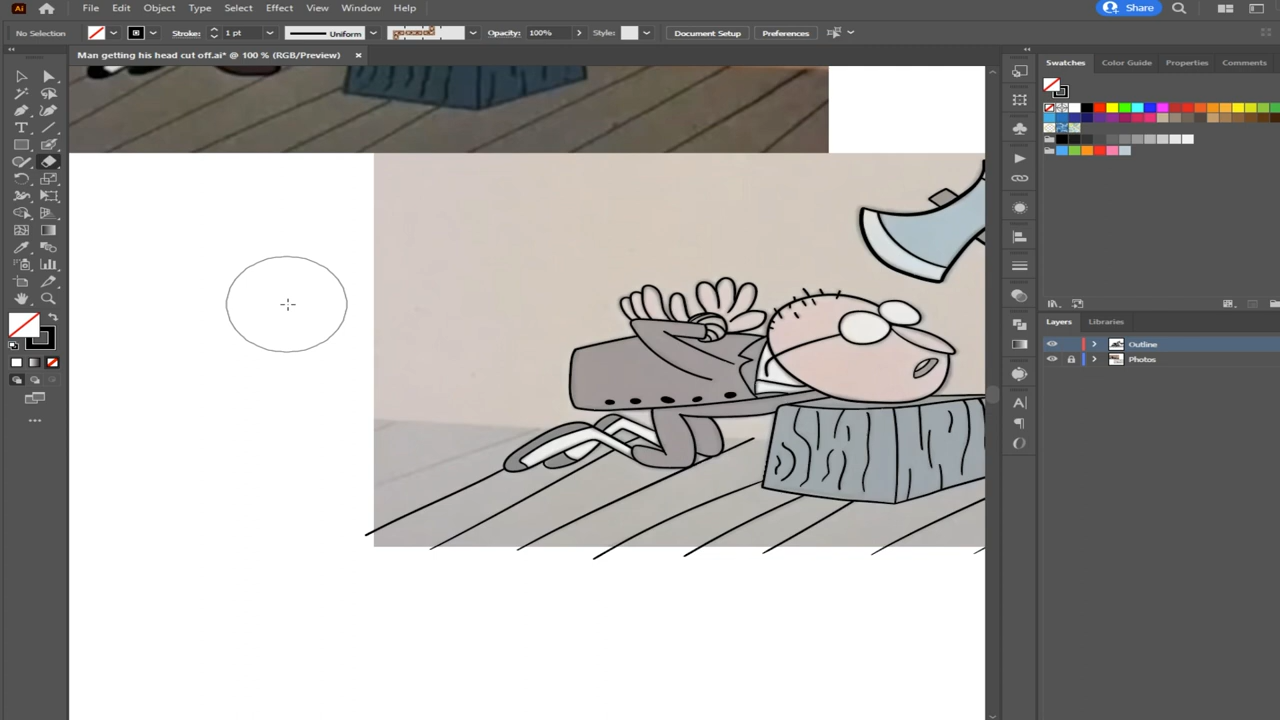 Ai File Edit Object Type Select Effect View Window Help Share
No Selection Stroke: 1 pt Uniform Opacity: 100% Style: Document Setup Preferences
Man getting his head cut off.ai* @ 100 % (RGB/Preview) ×
Swatches Color Guide Properties Comments
Layers Libraries
Outline
Photos